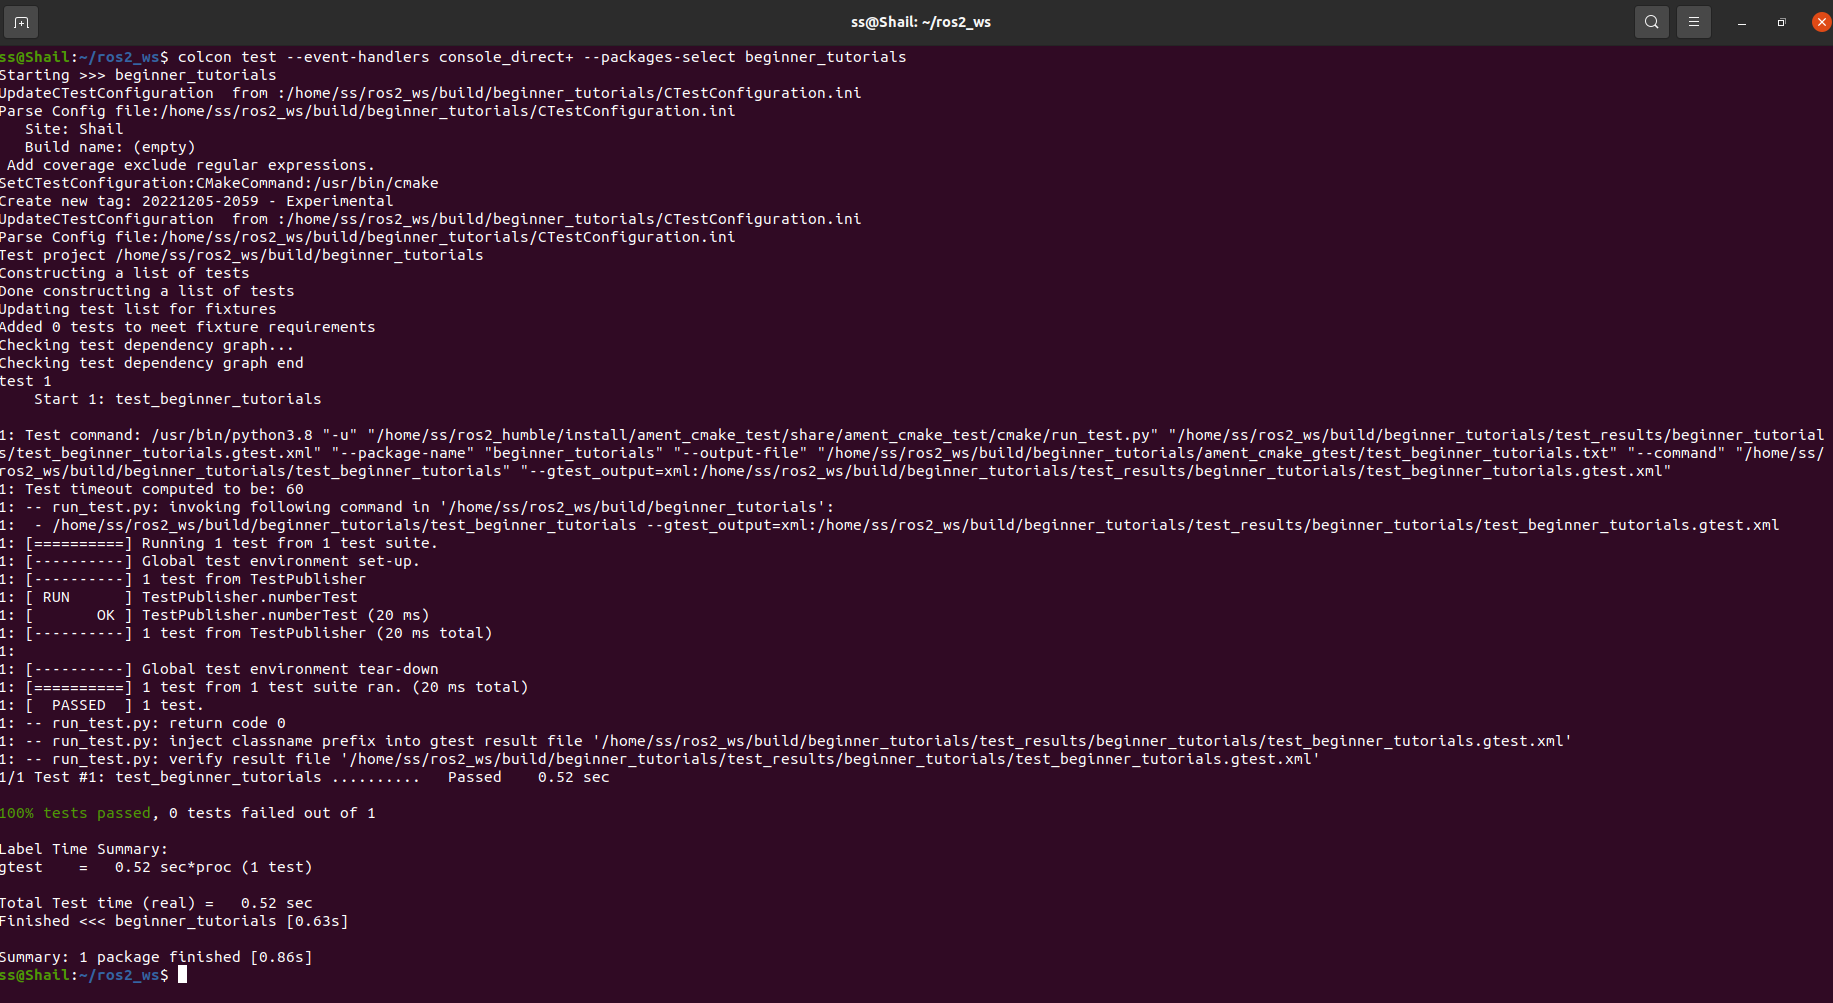 ss@Shail: ~/ros2_ws
ss@Shail:~/ros2_ws$ colcon test --event-handlers console_direct+ --packages-select beginner_tutorials
Starting >>> beginner_tutorials
UpdateCTestConfiguration  from :/home/ss/ros2_ws/build/beginner_tutorials/CTestConfiguration.ini
Parse Config file:/home/ss/ros2_ws/build/beginner_tutorials/CTestConfiguration.ini
   Site: Shail
   Build name: (empty)
 Add coverage exclude regular expressions.
SetCTestConfiguration:CMakeCommand:/usr/bin/cmake
Create new tag: 20221205-2059 - Experimental
UpdateCTestConfiguration  from :/home/ss/ros2_ws/build/beginner_tutorials/CTestConfiguration.ini
Parse Config file:/home/ss/ros2_ws/build/beginner_tutorials/CTestConfiguration.ini
Test project /home/ss/ros2_ws/build/beginner_tutorials
Constructing a list of tests
Done constructing a list of tests
Updating test list for fixtures
Added 0 tests to meet fixture requirements
Checking test dependency graph...
Checking test dependency graph end
test 1
    Start 1: test_beginner_tutorials
1: Test command: /usr/bin/python3.8 "-u" "/home/ss/ros2_humble/install/ament_cmake_test/share/ament_cmake_test/cmake/run_test.py" "/home/ss/ros2_ws/build/beginner_tutorials/test_results/beginner_tutorial
s/test_beginner_tutorials.gtest.xml" "--package-name" "beginner_tutorials" "--output-file" "/home/ss/ros2_ws/build/beginner_tutorials/ament_cmake_gtest/test_beginner_tutorials.txt" "--command" "/home/ss/
ros2_ws/build/beginner_tutorials/test_beginner_tutorials" "--gtest_output=xml:/home/ss/ros2_ws/build/beginner_tutorials/test_results/beginner_tutorials/test_beginner_tutorials.gtest.xml"
1: Test timeout computed to be: 60
1: -- run_test.py: invoking following command in '/home/ss/ros2_ws/build/beginner_tutorials':
1:  - /home/ss/ros2_ws/build/beginner_tutorials/test_beginner_tutorials --gtest_output=xml:/home/ss/ros2_ws/build/beginner_tutorials/test_results/beginner_tutorials/test_beginner_tutorials.gtest.xml
1: [==========] Running 1 test from 1 test suite.
1: [----------] Global test environment set-up.
1: [----------] 1 test from TestPublisher
1: [ RUN      ] TestPublisher.numberTest
1: [       OK ] TestPublisher.numberTest (20 ms)
1: [----------] 1 test from TestPublisher (20 ms total)
1:
1: [----------] Global test environment tear-down
1: [==========] 1 test from 1 test suite ran. (20 ms total)
1: [  PASSED  ] 1 test.
1: -- run_test.py: return code 0
1: -- run_test.py: inject classname prefix into gtest result file '/home/ss/ros2_ws/build/beginner_tutorials/test_results/beginner_tutorials/test_beginner_tutorials.gtest.xml'
1: -- run_test.py: verify result file '/home/ss/ros2_ws/build/beginner_tutorials/test_results/beginner_tutorials/test_beginner_tutorials.gtest.xml'
1/1 Test #1: test_beginner_tutorials ..........   Passed    0.52 sec
100% tests passed, 0 tests failed out of 1
Label Time Summary:
gtest    =   0.52 sec*proc (1 test)
Total Test time (real) =   0.52 sec
Finished <<< beginner_tutorials [0.63s]
Summary: 1 package finished [0.86s]
ss@Shail:~/ros2_ws$